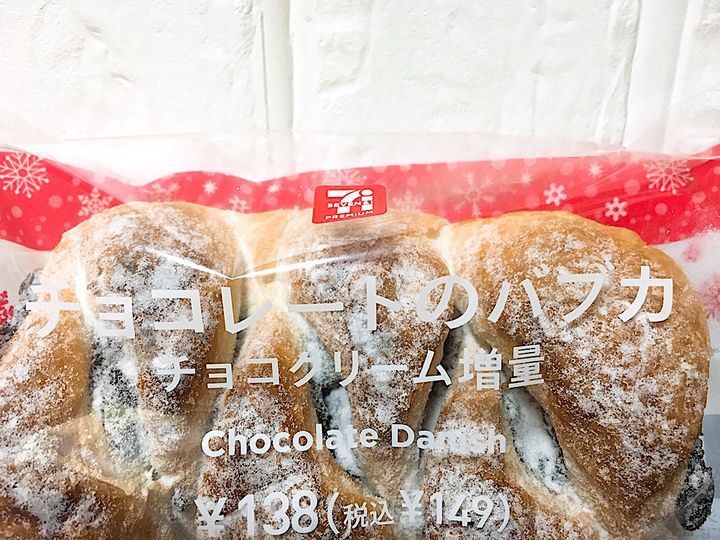 7i
SEVEN & i
PREMIUM
チョコレートのバブカ
チョコクリーム増量
Chocolate Danish
¥138(税込¥149)